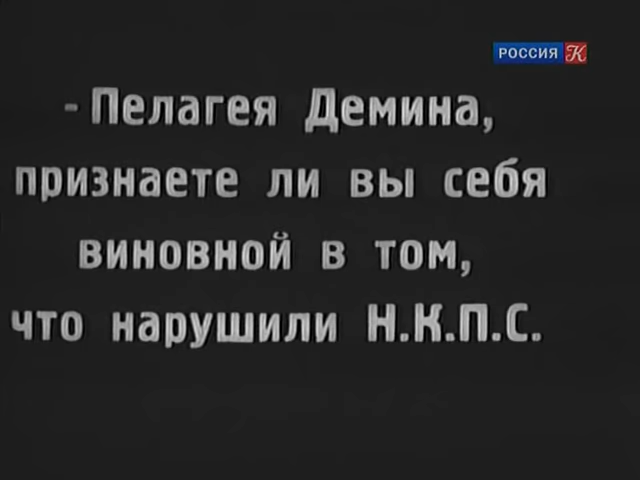 РОССИЯ К
- Пелагея Демина,
признаете ли вы себя
виновной в том,
что нарушили Н.К.П.С.